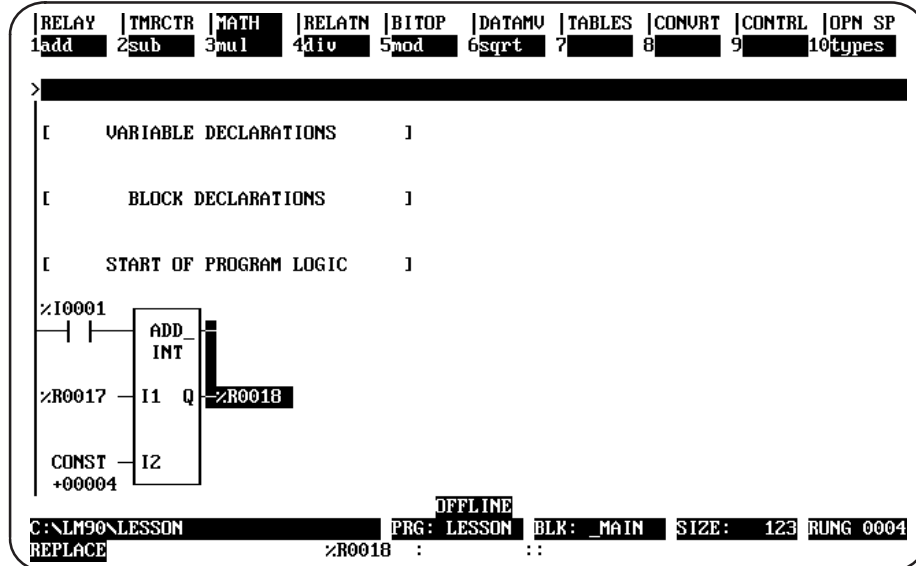 |RELAY |TMRCTR |MATH |RELATN |BITOP |DATAMV |TABLES |CONVRT |CONTRL |OPN SP
1add 2sub 3mul 4div 5mod 6sqrt 7 8 9 10types
>
[ VARIABLE DECLARATIONS ]
[ BLOCK DECLARATIONS ]
[ START OF PROGRAM LOGIC ]
%I0001
ADD_
INT
%R0017 I1 Q %R0018
CONST I2
+00004
OFFLINE
C:\LM90\LESSON PRG: LESSON BLK: _MAIN SIZE: 123 RUNG 0004
REPLACE %R0018 : ::